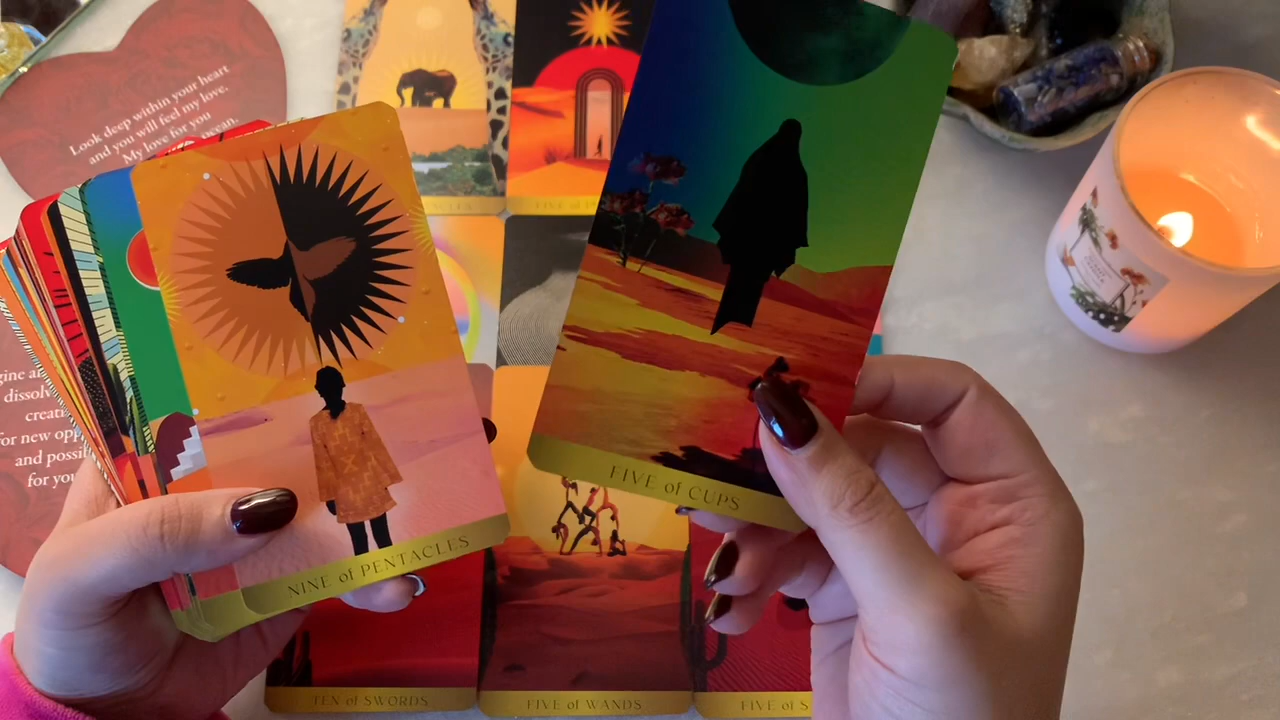 Look deep within your heart
and you will feel my love.
My love for you
ocean.
dissolv
creati
for new opp
and possi
for you
FIVE of
FIVE of CUPS
NINE of PENTACLES
TEN of SWORDS
FIVE of WANDS
FIVE of S